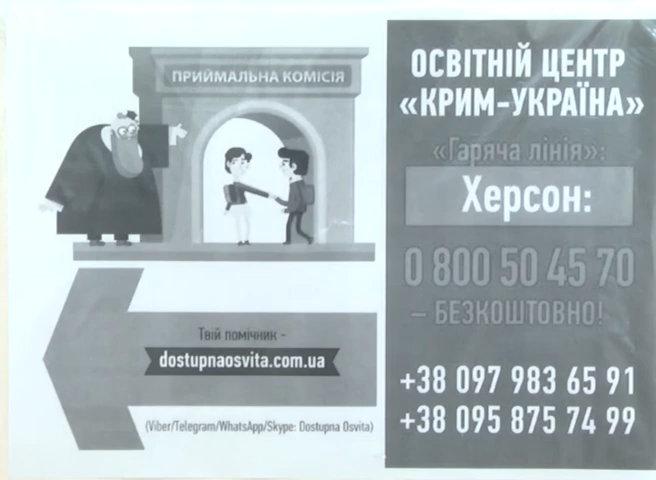 ПРИЙМАЛЬНА КОМІСІЯ
Твій помічник -
dostupnaosvita.com.ua
(Viber/Telegram/WhatsApp/Skype: Dostupna Osvita)
ОСВІТНІЙ ЦЕНТР
«КРИМ-УКРАЇНА»
«Гаряча лінія»:
Херсон:
0 800 50 45 70
– БЕЗКОШТОВНО!
+38 097 983 65 91
+38 095 875 74 99